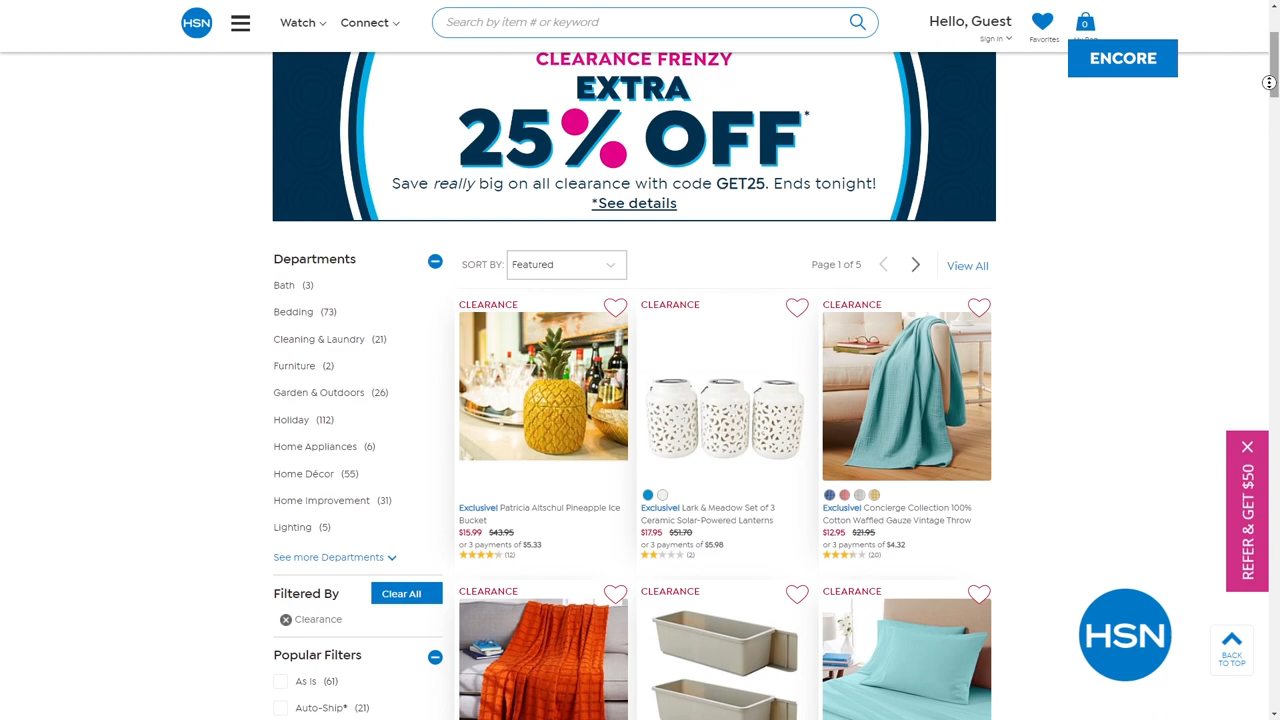 HSN
Watch
Connect
Search by item # or keyword
Hello, Guest
Sign In
Favorites
0
ENCORE
CLEARANCE FRENZY
EXTRA
25% OFF*
Save really big on all clearance with code GET25. Ends tonight!
*See details
Departments
Bath (3)
Bedding (73)
Cleaning & Laundry (21)
Furniture (2)
Garden & Outdoors (26)
Holiday (112)
Home Appliances (6)
Home Décor (55)
Home Improvement (31)
Lighting (5)
See more Departments
Filtered By
Clear All
Clearance
Popular Filters
As Is (61)
Auto-Ship® (21)
SORT BY: Featured
Page 1 of 5
View All
CLEARANCE
Exclusive! Patricia Altschul Pineapple Ice
Bucket
$15.99 $43.95
or 3 payments of $5.33
(12)
CLEARANCE
Exclusive! Lark & Meadow Set of 3
Ceramic Solar-Powered Lanterns
$17.95 $51.70
or 3 payments of $5.98
(2)
CLEARANCE
Exclusive! Concierge Collection 100%
Cotton Waffled Gauze Vintage Throw
$12.95 $21.95
or 3 payments of $4.32
(20)
CLEARANCE
CLEARANCE
CLEARANCE
REFER & GET $50
HSN
BACK
TO TOP